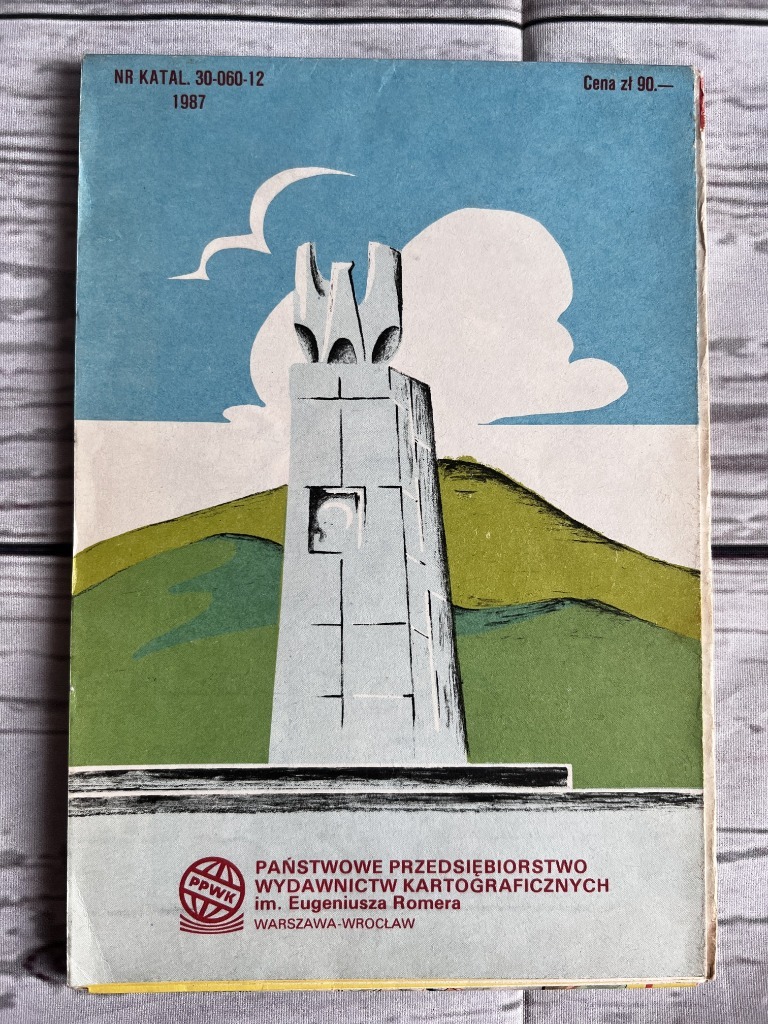 NR KATAL. 30-060-12
1987
Cena zł 90.—
PPWK
PAŃSTWOWE PRZEDSIĘBIORSTWO
WYDAWNICTW KARTOGRAFICZNYCH
im. Eugeniusza Romera
WARSZAWA-WROCŁAW